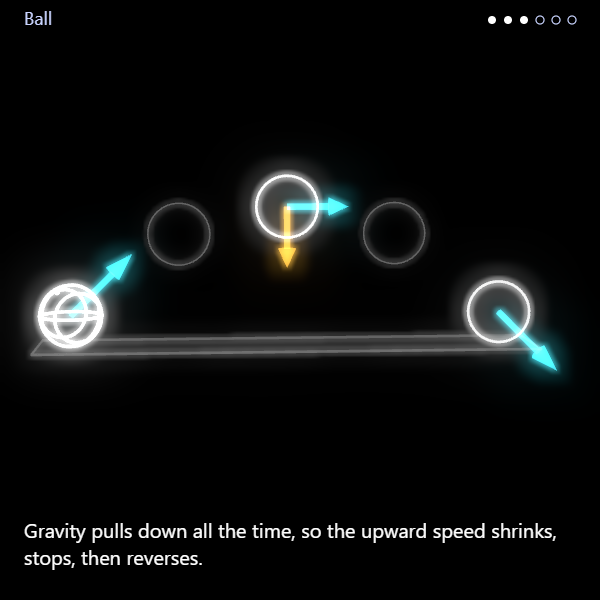 Ball
Gravity pulls down all the time, so the upward speed shrinks,
stops, then reverses.